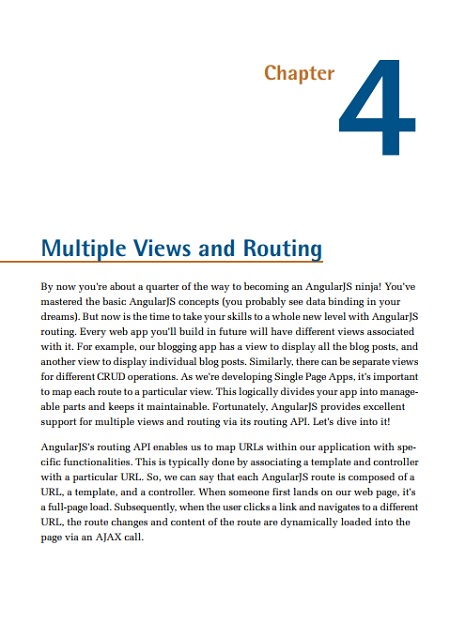 Chapter 4
Multiple Views and Routing
By now you're about a quarter of the way to becoming an AngularJS ninja! You've
mastered the basic AngularJS concepts (you probably see data binding in your
dreams). But now is the time to take your skills to a whole new level with AngularJS
routing. Every web app you'll build in future will have different views associated
with it. For example, our blogging app has a view to display all the blog posts, and
another view to display individual blog posts. Similarly, there can be separate views
for different CRUD operations. As we're developing Single Page Apps, it's important
to map each route to a particular view. This logically divides your app into manage-
able parts and keeps it maintainable. Fortunately, AngularJS provides excellent
support for multiple views and routing via its routing API. Let's dive into it!
AngularJS's routing API enables us to map URLs within our application with spe-
cific functionalities. This is typically done by associating a template and controller
with a particular URL. So, we can say that each AngularJS route is composed of a
URL, a template, and a controller. When someone first lands on our web page, it's
a full-page load. Subsequently, when the user clicks a link and navigates to a different
URL, the route changes and content of the route are dynamically loaded into the
page via an AJAX call.